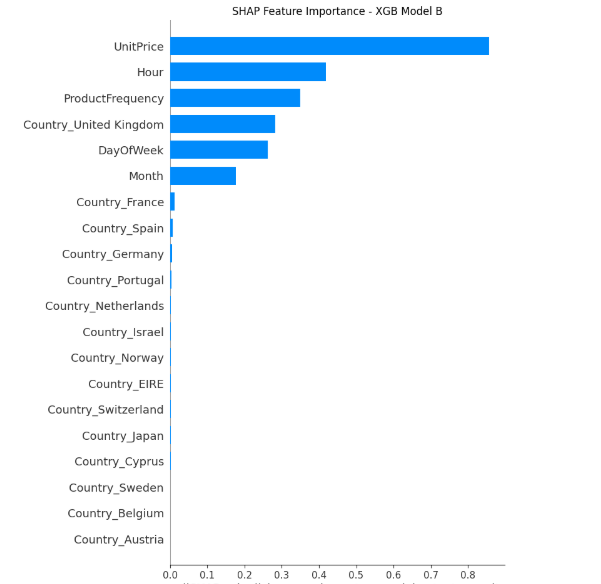 SHAP Feature Importance - XGB Model B
UnitPrice
Hour
ProductFrequency
Country_United Kingdom
DayOfWeek
Month
Country_France
Country_Spain
Country_Germany
Country_Portugal
Country_Netherlands
Country_Israel
Country_Norway
Country_EIRE
Country_Switzerland
Country_Japan
Country_Cyprus
Country_Sweden
Country_Belgium
Country_Austria
0.0 0.1 0.2 0.3 0.4 0.5 0.6 0.7 0.8